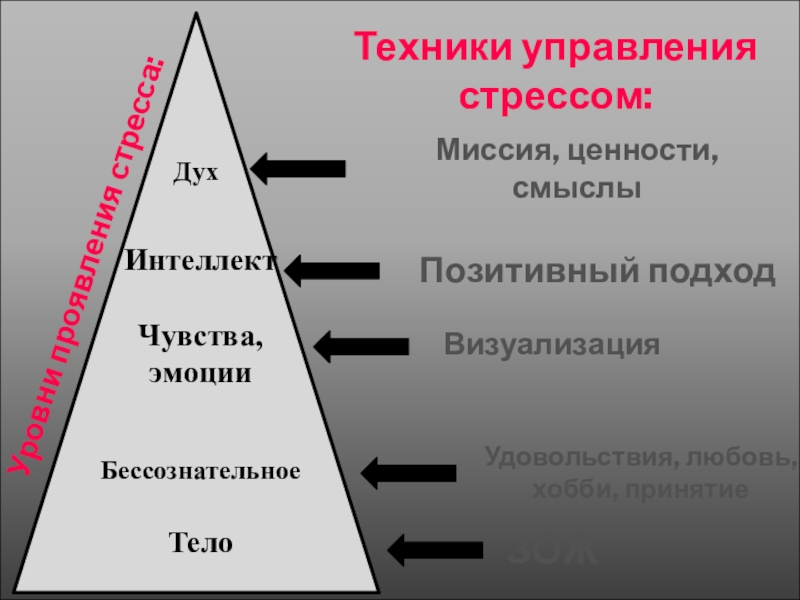 Уровни проявления стресса:
Техники управления
стрессом:
Дух
Миссия, ценности,
смыслы
Интеллект
Позитивный подход
Чувства,
эмоции
Визуализация
Бессознательное
Удовольствия, любовь,
хобби, принятие
Тело
ЗОЖ